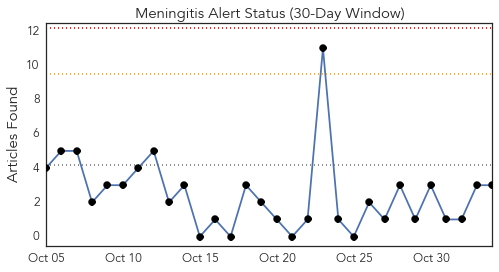 Meningitis Alert Status (30-Day Window)
Articles Found
12
10
8
6
4
2
0
Oct 05 Oct 10 Oct 15 Oct 20 Oct 25 Oct 30